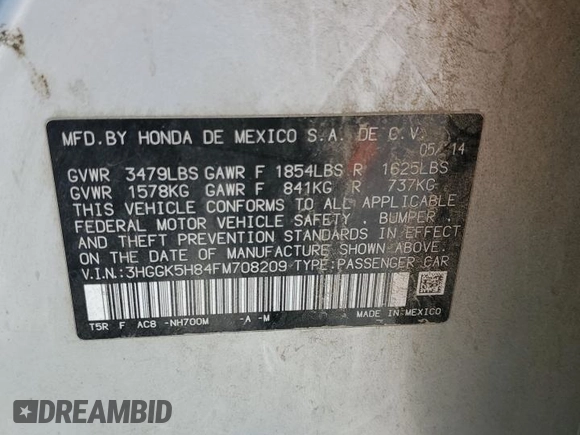 MFD.BY HONDA DE MEXICO S.A. DE C.V.
05/14
GVWR 3479LBS GAWR F 1854LBS R 1625LBS
GVWR 1578KG GAWR F 841KG R 737KG
THIS VEHICLE CONFORMS TO ALL APPLICABLE
FEDERAL MOTOR VEHICLE SAFETY, BUMPER,
& THEFT PREVENTION STANDARDS IN EFFECT
ON THE DATE OF MANUFACTURE SHOWN ABOVE.
V.I.N.:3HGGK5H84FM708209 TYPE:PASSENGER CAR
T5R F AC8 -NH700M -A -M MADE IN MEXICO
DREAMBID